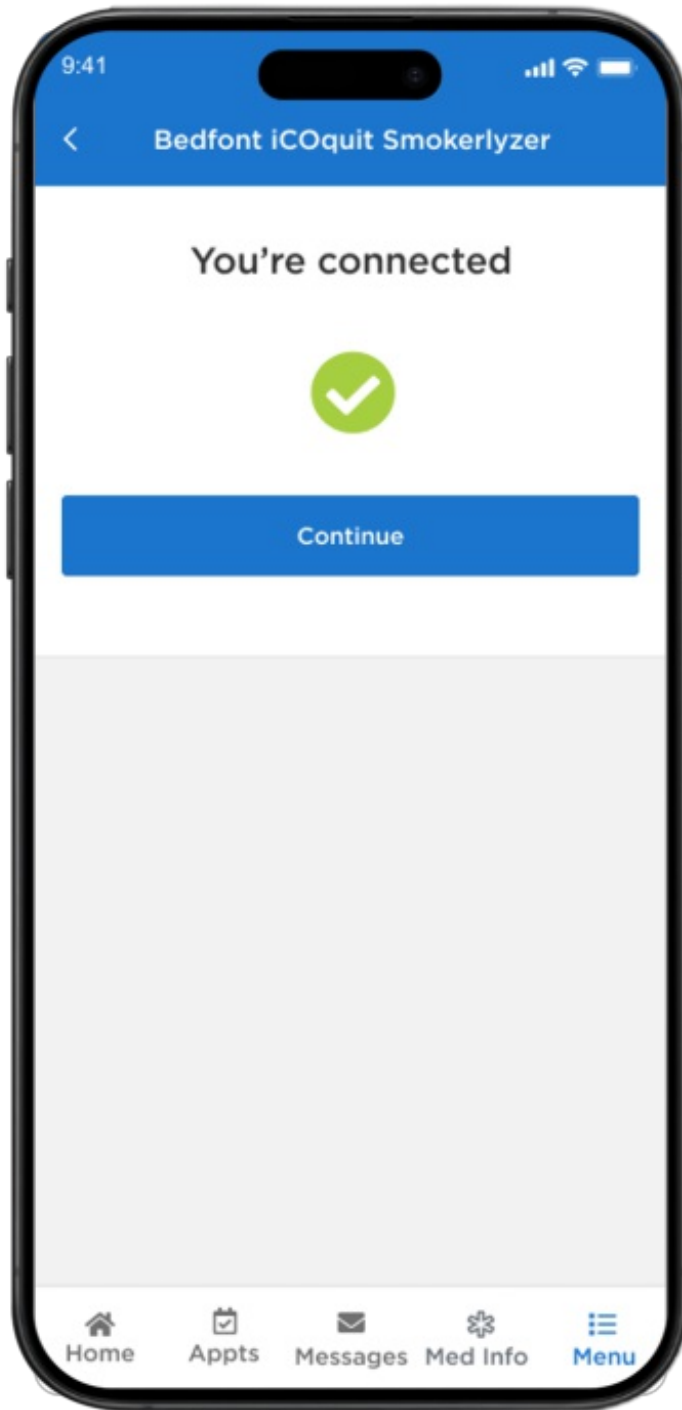 9:41
Bedfont iCOquit Smokerlyzer
You're connected
Continue
Home Appts Messages Med Info Menu